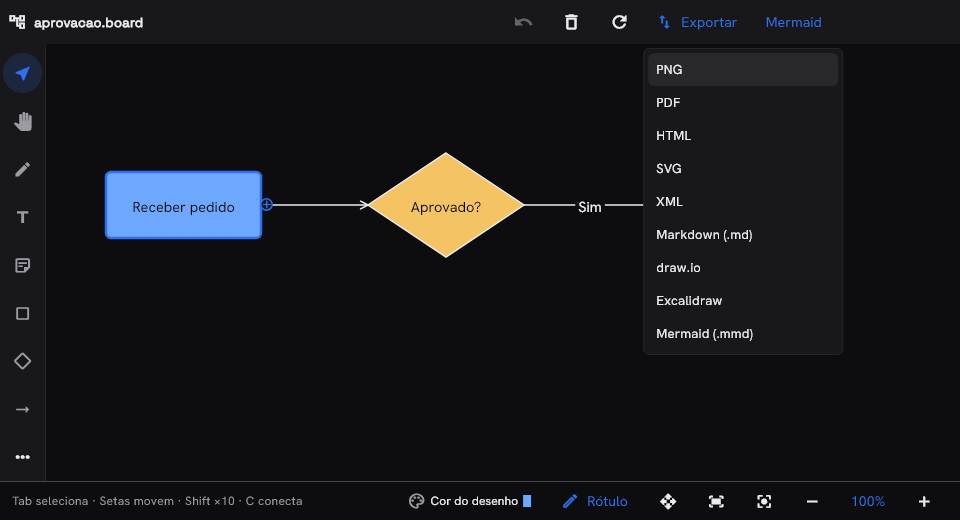 aprovacao.board
Exportar
Mermaid
PNG
PDF
HTML
SVG
XML
Markdown (.md)
draw.io
Excalidraw
Mermaid (.mmd)
Receber pedido
Aprovado?
Sim
T
Tab seleciona · Setas movem · Shift ×10 · C conecta
Cor do desenho
Rótulo
100%